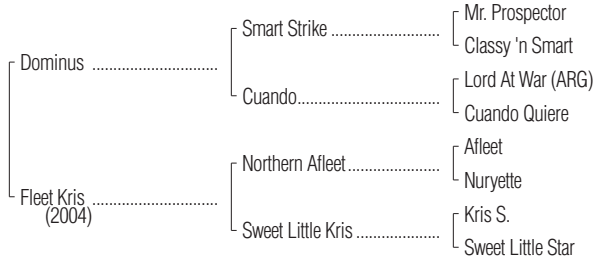 Mr. Prospector
Smart Strike ........................
Classy 'n Smart
Dominus ............................
Lord At War (ARG)
Cuando................................
Cuando Quiere
Afleet
Northern Afleet....................
Nuryette
Fleet Kris ............................
(2004)
Kris S.
Sweet Little Kris ..................
Sweet Little Star